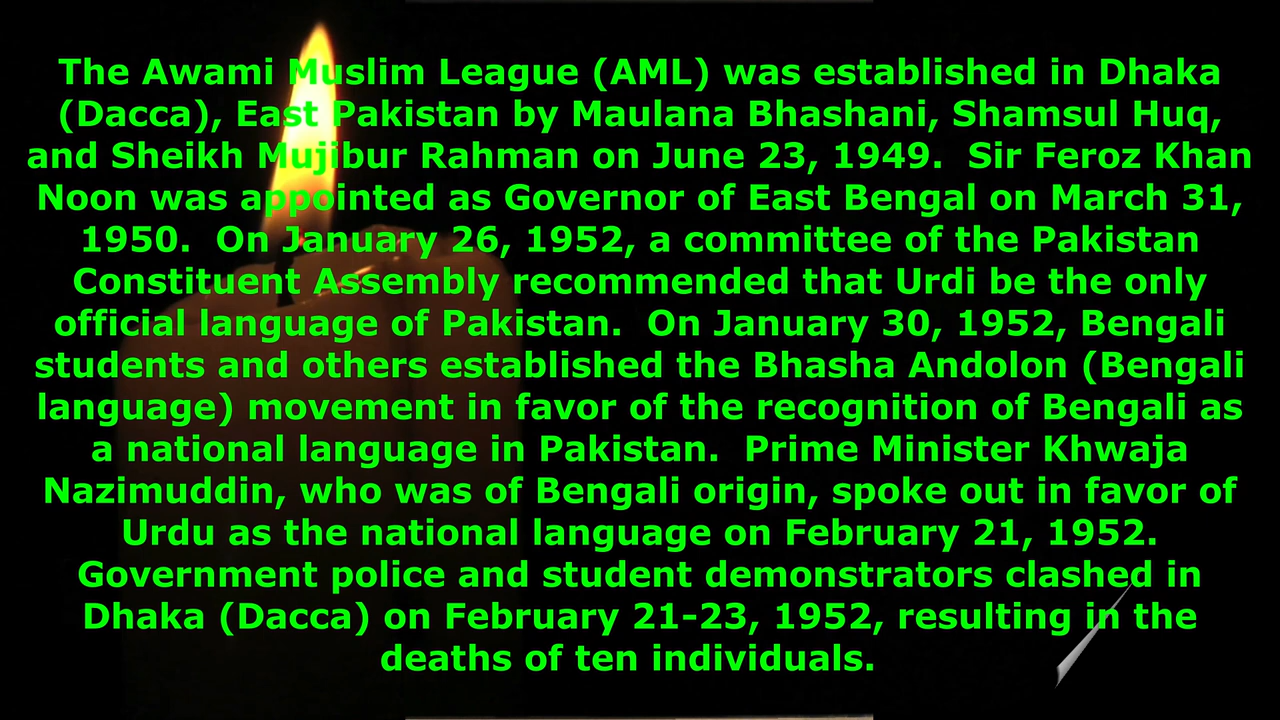 The Awami Muslim League (AML) was established in Dhaka
(Dacca), East Pakistan by Maulana Bhashani, Shamsul Huq,
and Sheikh Mujibur Rahman on June 23, 1949.  Sir Feroz Khan
Noon was appointed as Governor of East Bengal on March 31,
1950.  On January 26, 1952, a committee of the Pakistan
Constituent Assembly recommended that Urdi be the only
official language of Pakistan.  On January 30, 1952, Bengali
students and others established the Bhasha Andolon (Bengali
language) movement in favor of the recognition of Bengali as
a national language in Pakistan.  Prime Minister Khwaja
Nazimuddin, who was of Bengali origin, spoke out in favor of
Urdu as the national language on February 21, 1952.
Government police and student demonstrators clashed in
Dhaka (Dacca) on February 21-23, 1952, resulting in the
deaths of ten individuals.